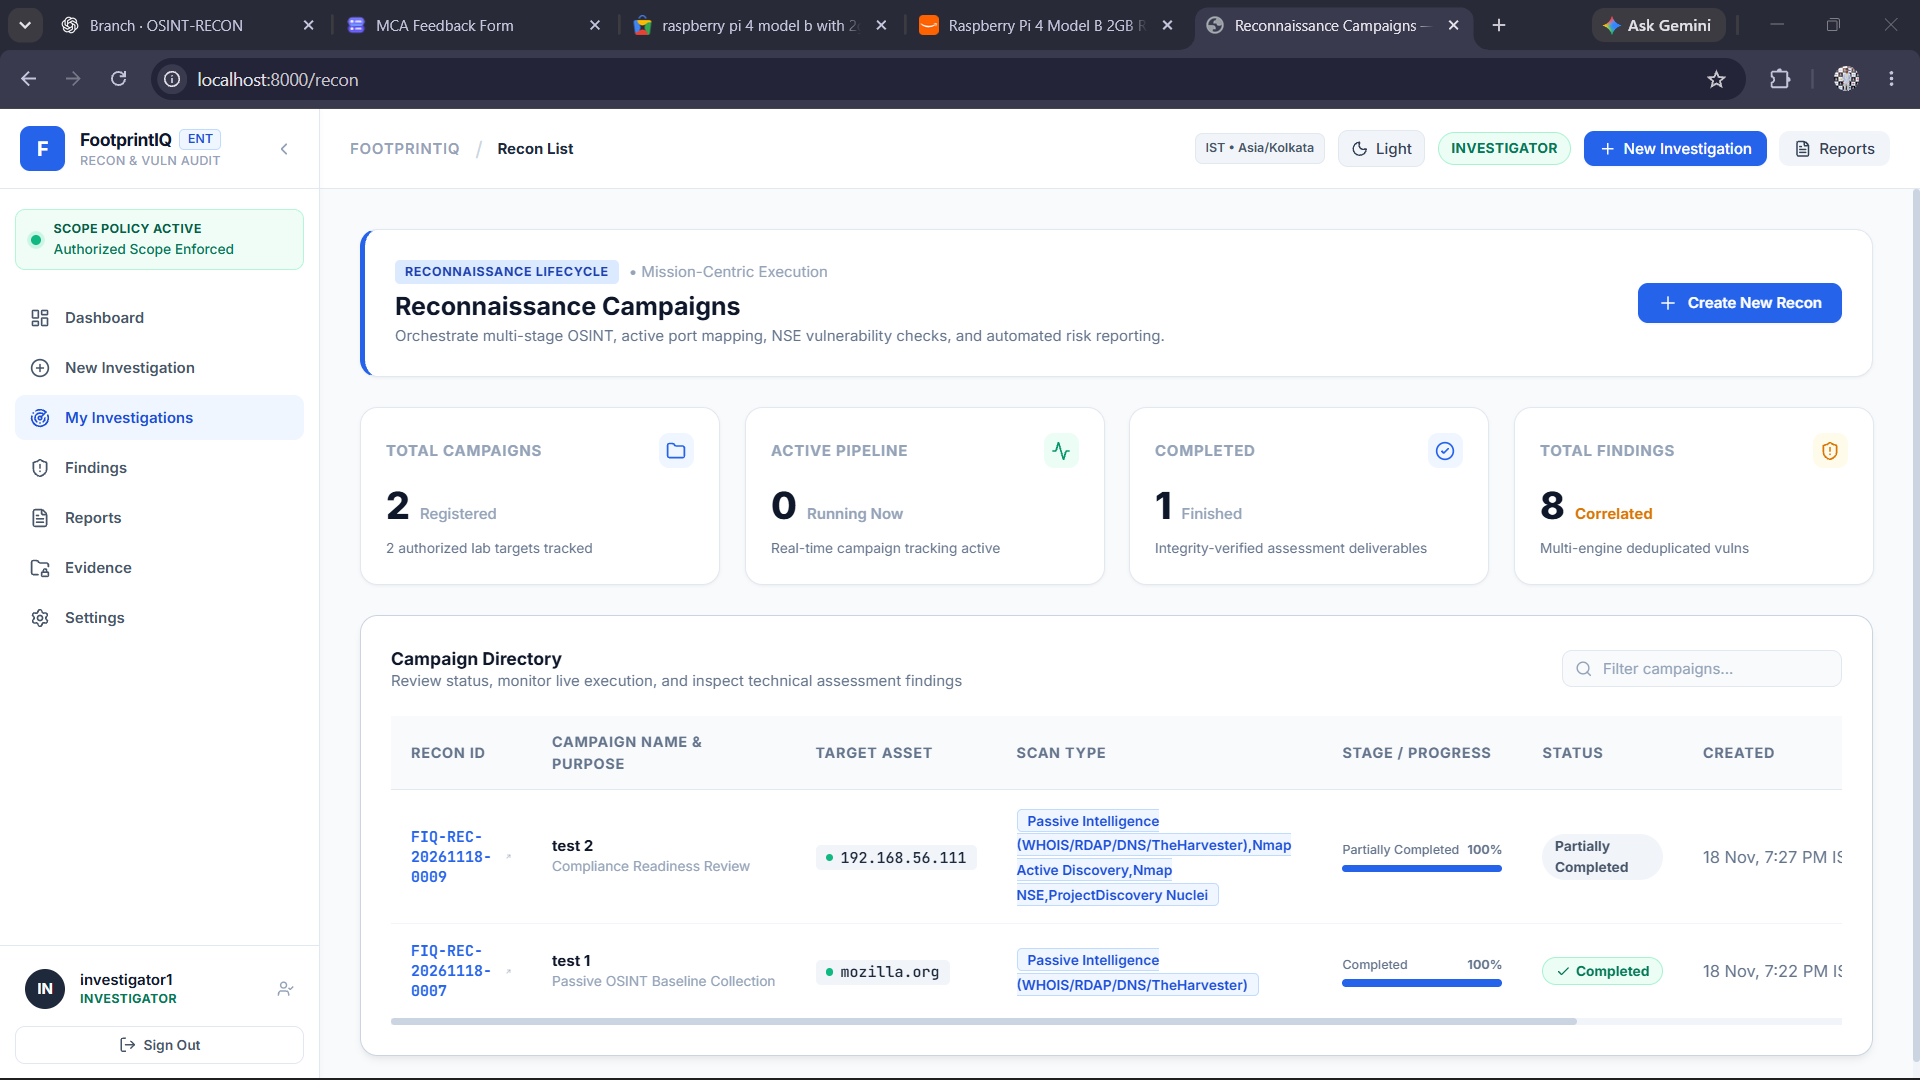 Branch · OSINT-RECON
MCA Feedback Form
raspberry pi 4 model b with 2
Raspberry Pi 4 Model B 2GB
Reconnaissance Campaigns –
Ask Gemini
localhost:8000/recon
F
FootprintIQ ENT
RECON & VULN AUDIT
FOOTPRINTIQ / Recon List
IST • Asia/Kolkata
Light
INVESTIGATOR
New Investigation
Reports
SCOPE POLICY ACTIVE
Authorized Scope Enforced
Dashboard
New Investigation
My Investigations
Findings
Reports
Evidence
Settings
RECONNAISSANCE LIFECYCLE • Mission-Centric Execution
Reconnaissance Campaigns
Orchestrate multi-stage OSINT, active port mapping, NSE vulnerability checks, and automated risk reporting.
Create New Recon
TOTAL CAMPAIGNS
2 Registered
2 authorized lab targets tracked
ACTIVE PIPELINE
0 Running Now
Real-time campaign tracking active
COMPLETED
1 Finished
Integrity-verified assessment deliverables
TOTAL FINDINGS
8 Correlated
Multi-engine deduplicated vulns
Campaign Directory
Review status, monitor live execution, and inspect technical assessment findings
Filter campaigns...
RECON ID
CAMPAIGN NAME &
PURPOSE
TARGET ASSET
SCAN TYPE
STAGE / PROGRESS
STATUS
CREATED
FIQ-REC-
20261118-
0009
test 2
Compliance Readiness Review
192.168.56.111
Passive Intelligence
(WHOIS/RDAP/DNS/TheHarvester),Nmap
Active Discovery,Nmap
NSE,ProjectDiscovery Nuclei
Partially Completed 100%
Partially
Completed
18 Nov, 7:27 PM
FIQ-REC-
20261118-
0007
test 1
Passive OSINT Baseline Collection
mozilla.org
Passive Intelligence
(WHOIS/RDAP/DNS/TheHarvester)
Completed 100%
Completed
18 Nov, 7:22 PM
IN
investigator1
INVESTIGATOR
Sign Out